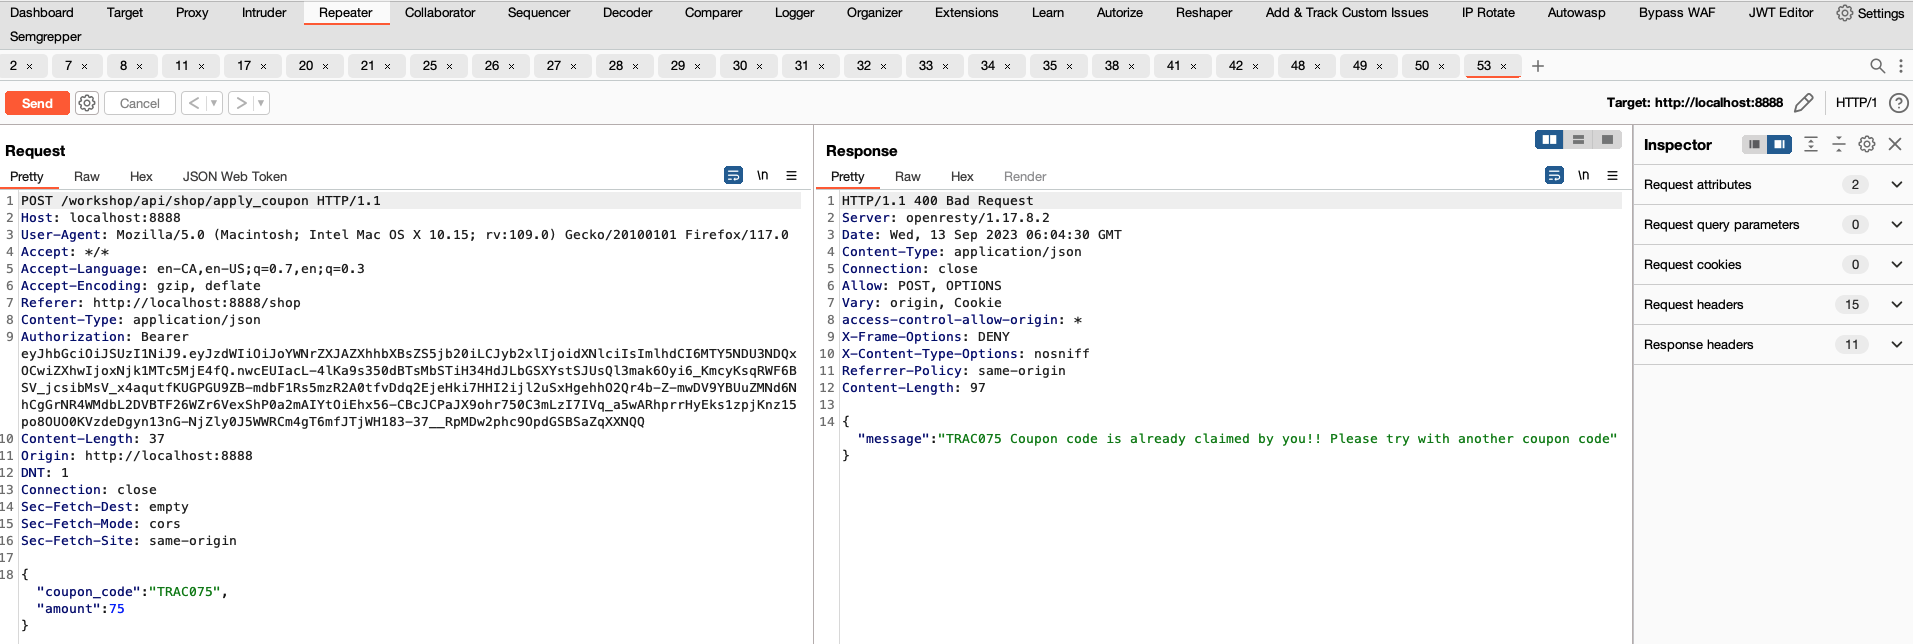 Dashboard Target Proxy Intruder Repeater Collaborator Sequencer Decoder Comparer Logger Organizer Extensions Learn Autorize Reshaper Add & Track Custom Issues IP Rotate Autowasp Bypass WAF JWT Editor Settings
Semgrepper
2 × 7 × 8 × 11 × 17 × 20 × 21 × 25 × 26 × 27 × 28 × 29 × 30 × 31 × 32 × 33 × 34 × 35 × 38 × 41 × 42 × 48 × 49 × 50 × 53 × +
Send Cancel < > Target: http://localhost:8888 HTTP/1 ?
Request
Pretty Raw Hex JSON Web Token \n
1 POST /workshop/api/shop/apply_coupon HTTP/1.1
2 Host: localhost:8888
3 User-Agent: Mozilla/5.0 (Macintosh; Intel Mac OS X 10.15; rv:109.0) Gecko/20100101 Firefox/117.0
4 Accept: */*
5 Accept-Language: en-CA,en-US;q=0.7,en;q=0.3
6 Accept-Encoding: gzip, deflate
7 Referer: http://localhost:8888/shop
8 Content-Type: application/json
9 Authorization: Bearer
eyJhbGciOiJSUzI1NiJ9.eyJzdWIiOiJoYWNrZXJAZXhhbXBsZS5jb20iLCJyb2xlIjoidXNlciIsImlhdCI6MTY5NDU3NDQx
OCwiZXhwIjoxNjk1MTc5MjE4fQ.nwcEUIacL-4lKa9s350dBTsMbSTiH34HdJLbGSXYstSJUsQl3mak6Oyi6_KmcyKsqRWF6B
SV_jcsibMsV_x4aqutfKUGPGU9ZB-mdbF1Rs5mzR2A0tfvDdq2EjeHki7HHI2ijl2uSxHgehhO2Qr4b-Z-mwDV9YBUuZMNd6N
hCgGrNR4WMdbL2DVBTF26WZr6VexShP0a2mAIYtOiEhx56-CBcJCPaJX9ohr750C3mLzI7IVq_a5wARhprrHyEks1zpjKnz15
po8OUO0KVzdeDgyn13nG-NjZly0J5WWRCm4gT6mfJTjWH183-37__RpMDw2phc9OpdGSBSaZqXXNQQ
10 Content-Length: 37
11 Origin: http://localhost:8888
12 DNT: 1
13 Connection: close
14 Sec-Fetch-Dest: empty
15 Sec-Fetch-Mode: cors
16 Sec-Fetch-Site: same-origin
17
18 {
"coupon_code":"TRAC075",
"amount":75
}
Response
Pretty Raw Hex Render \n
1 HTTP/1.1 400 Bad Request
2 Server: openresty/1.17.8.2
3 Date: Wed, 13 Sep 2023 06:04:30 GMT
4 Content-Type: application/json
5 Connection: close
6 Allow: POST, OPTIONS
7 Vary: origin, Cookie
8 access-control-allow-origin: *
9 X-Frame-Options: DENY
10 X-Content-Type-Options: nosniff
11 Referrer-Policy: same-origin
12 Content-Length: 97
13
14 {
"message":"TRAC075 Coupon code is already claimed by you!! Please try with another coupon code"
}
Inspector
Request attributes 2
Request query parameters 0
Request cookies 0
Request headers 15
Response headers 11